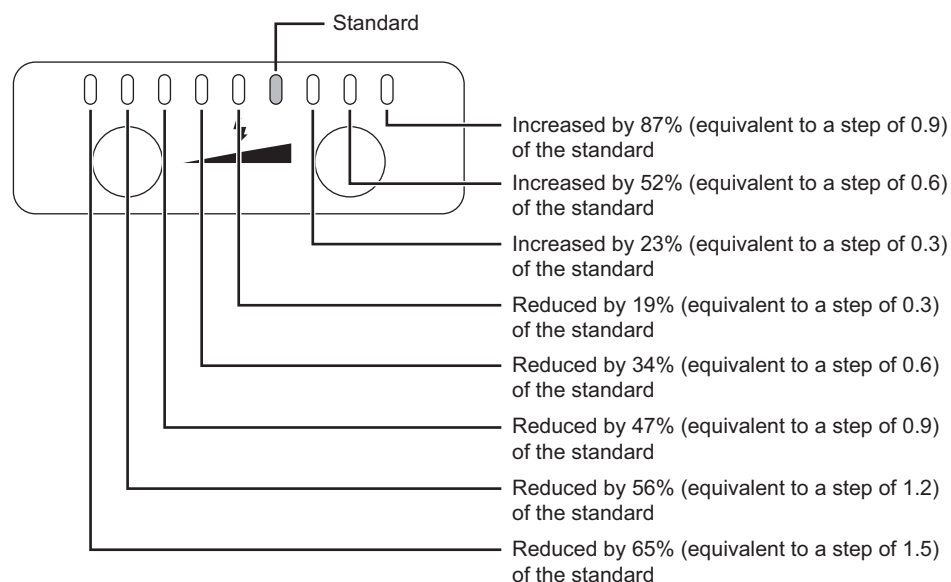 Standard
Increased by 87% (equivalent to a step of 0.9)
of the standard
Increased by 52% (equivalent to a step of 0.6)
of the standard
Increased by 23% (equivalent to a step of 0.3)
of the standard
Reduced by 19% (equivalent to a step of 0.3)
of the standard
Reduced by 34% (equivalent to a step of 0.6)
of the standard
Reduced by 47% (equivalent to a step of 0.9)
of the standard
Reduced by 56% (equivalent to a step of 1.2)
of the standard
Reduced by 65% (equivalent to a step of 1.5)
of the standard